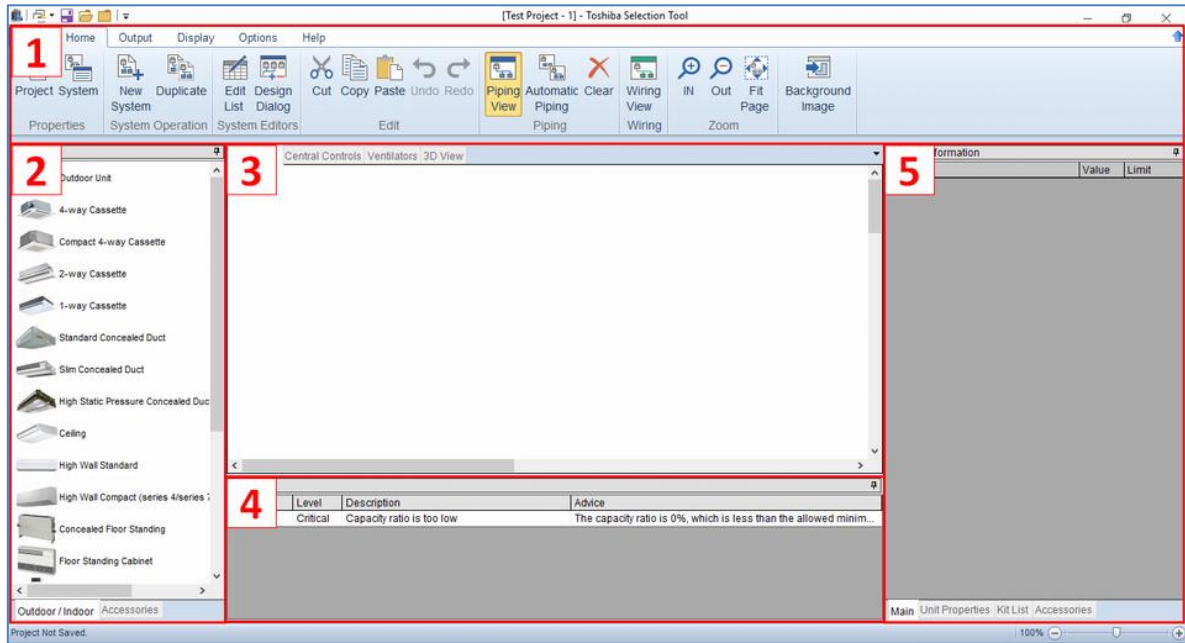 [Test Project - 1] - Toshiba Selection Tool
1
Home Output Display Options Help
Project System New System Duplicate Edit List Design Dialog Cut Copy Paste Undo Redo Piping View Automatic Piping Clear Wiring View IN Out Fit Page Background Image
Properties System Operation System Editors Edit Piping Wiring Zoom
2
Outdoor Unit
4-way Cassette
Compact 4-way Cassette
2-way Cassette
1-way Cassette
Standard Concealed Duct
Slim Concealed Duct
High Static Pressure Concealed Duc
Ceiling
High Wall Standard
High Wall Compact (series 4/series 7
Concealed Floor Standing
Floor Standing Cabinet
Outdoor / Indoor Accessories
3
Central Controls Ventilators 3D View
4
Level Description Advice
Critical Capacity ratio is too low The capacity ratio is 0%, which is less than the allowed minim...
5
formation
Value Limit
Main Unit Properties Kit List Accessories
Project Not Saved. 100%